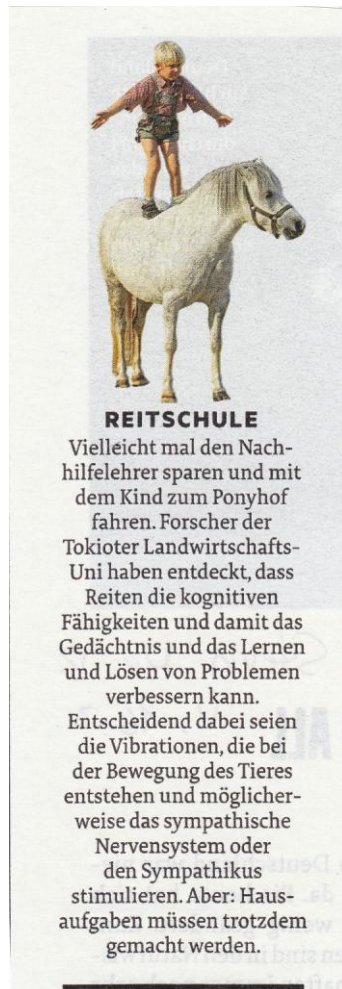 REITSCHULE
Vielleicht mal den Nach-
hilfelehrer sparen und mit
dem Kind zum Ponyhof
fahren. Forscher der
Tokioter Landwirtschafts-
Uni haben entdeckt, dass
Reiten die kognitiven
Fähigkeiten und damit das
Gedächtnis und das Lernen
und Lösen von Problemen
verbessern kann.
Entscheidend dabei seien
die Vibrationen, die bei
der Bewegung des Tieres
entstehen und möglicher-
weise das sympathische
Nervensystem oder
den Sympathikus
stimulieren. Aber: Haus-
aufgaben müssen trotzdem
gemacht werden.